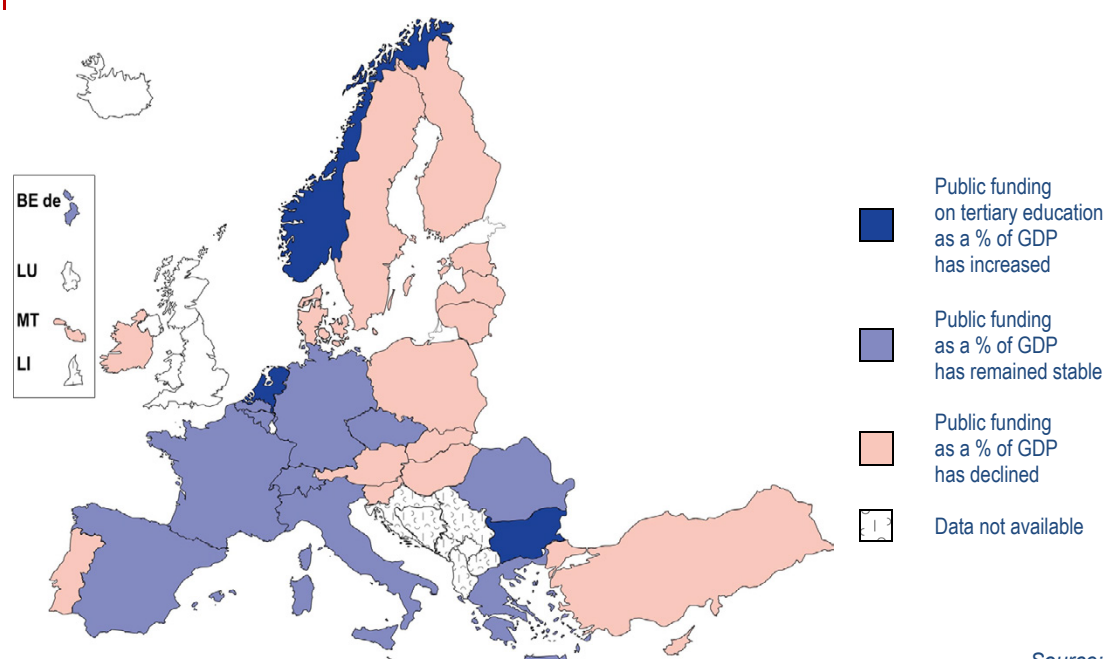 BE de
LU
MT
LI
Public funding
on tertiary education
as a % of GDP
has increased
Public funding
as a % of GDP
has remained stable
Public funding
as a % of GDP
has declined
Data not available
Source: